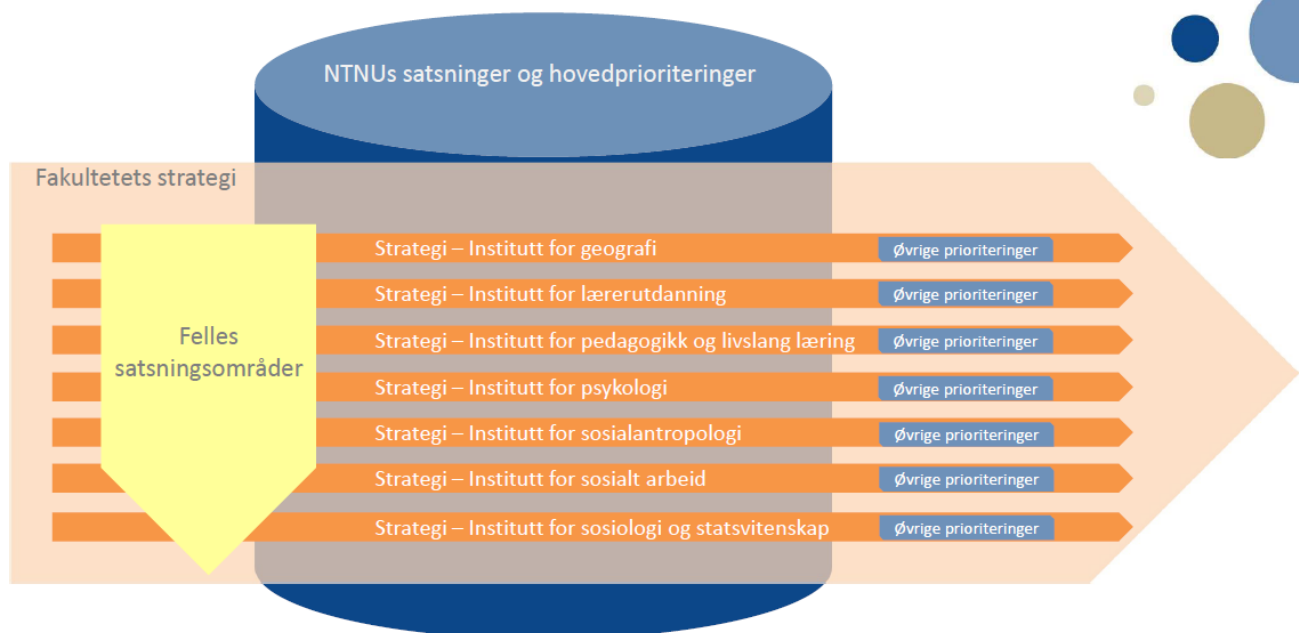 NTNUs satsninger og hovedprioriteringer
Fakultetets strategi
Felles
satsningsområder
Strategi – Institutt for geografi
Øvrige prioriteringer
Strategi – Institutt for lærerutdanning
Øvrige prioriteringer
Strategi – Institutt for pedagogikk og livslang læring
Øvrige prioriteringer
Strategi – Institutt for psykologi
Øvrige prioriteringer
Strategi – Institutt for sosialantropologi
Øvrige prioriteringer
Strategi – Institutt for sosialt arbeid
Øvrige prioriteringer
Strategi – Institutt for sosiologi og statsvitenskap
Øvrige prioriteringer